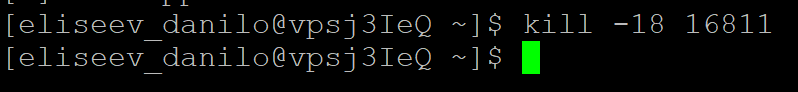 [eliseev_danilo@vpsj3IeQ ~]$ kill -18 16811
[eliseev_danilo@vpsj3IeQ ~]$